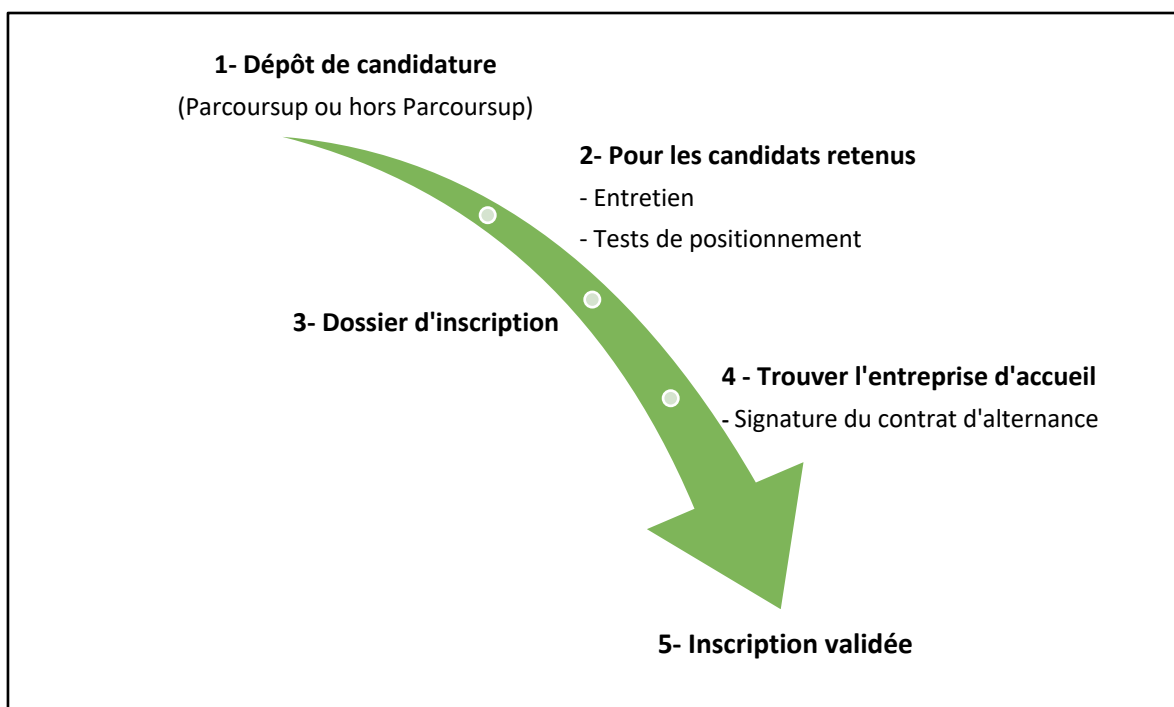 1- Dépôt de candidature
(Parcoursup ou hors Parcoursup)
2- Pour les candidats retenus
- Entretien
- Tests de positionnement
3- Dossier d'inscription
4 - Trouver l'entreprise d'accueil
- Signature du contrat d'alternance
5- Inscription validée